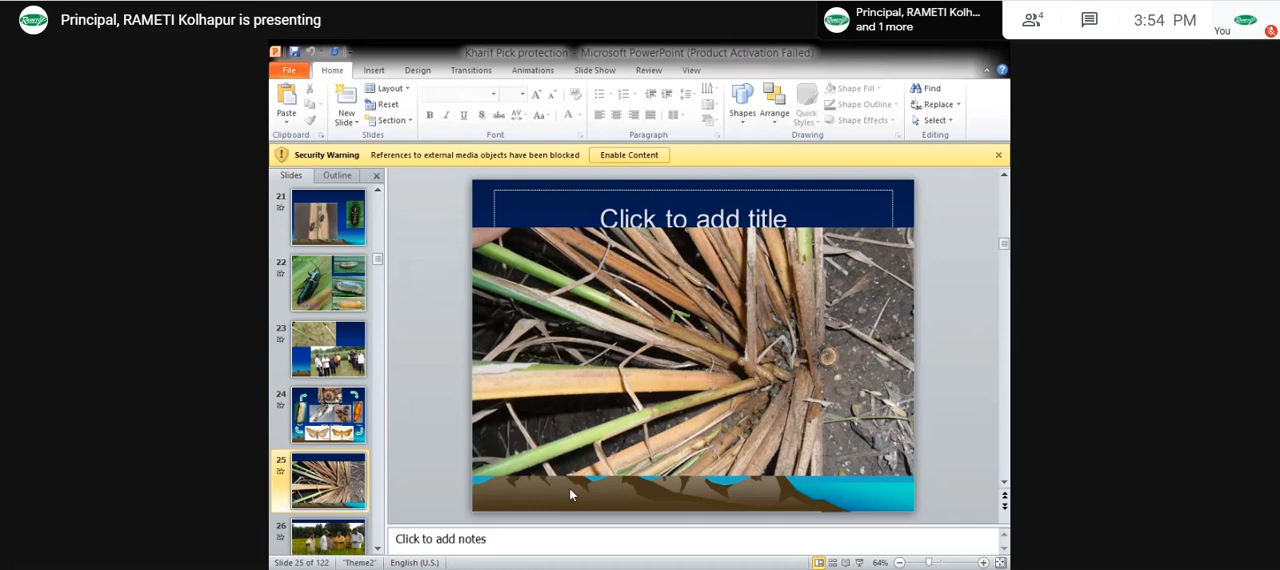 Principal, RAMETI Kolhapur is presenting
Principal, RAMETI Kolh...
and 1 more
4
3:54 PM
You
Kharif Pick protection - Microsoft PowerPoint (Product Activation Failed)
File Home Insert Design Transitions Animations Slide Show Review View
Paste
Clipboard
New
Slide
Layout
Reset
Section
Slides
B I U S abc AV Aa A
Font
Paragraph
Shapes
Arrange
Quick
Styles
Shape Fill
Shape Outline
Shape Effects
Drawing
Find
Replace
Select
Editing
Security Warning References to external media objects have been blocked Enable Content
Slides Outline
21
22
23
24
25
26
Click to add title
Click to add notes
Slide 25 of 122 "Theme2" English (U.S.) 64%